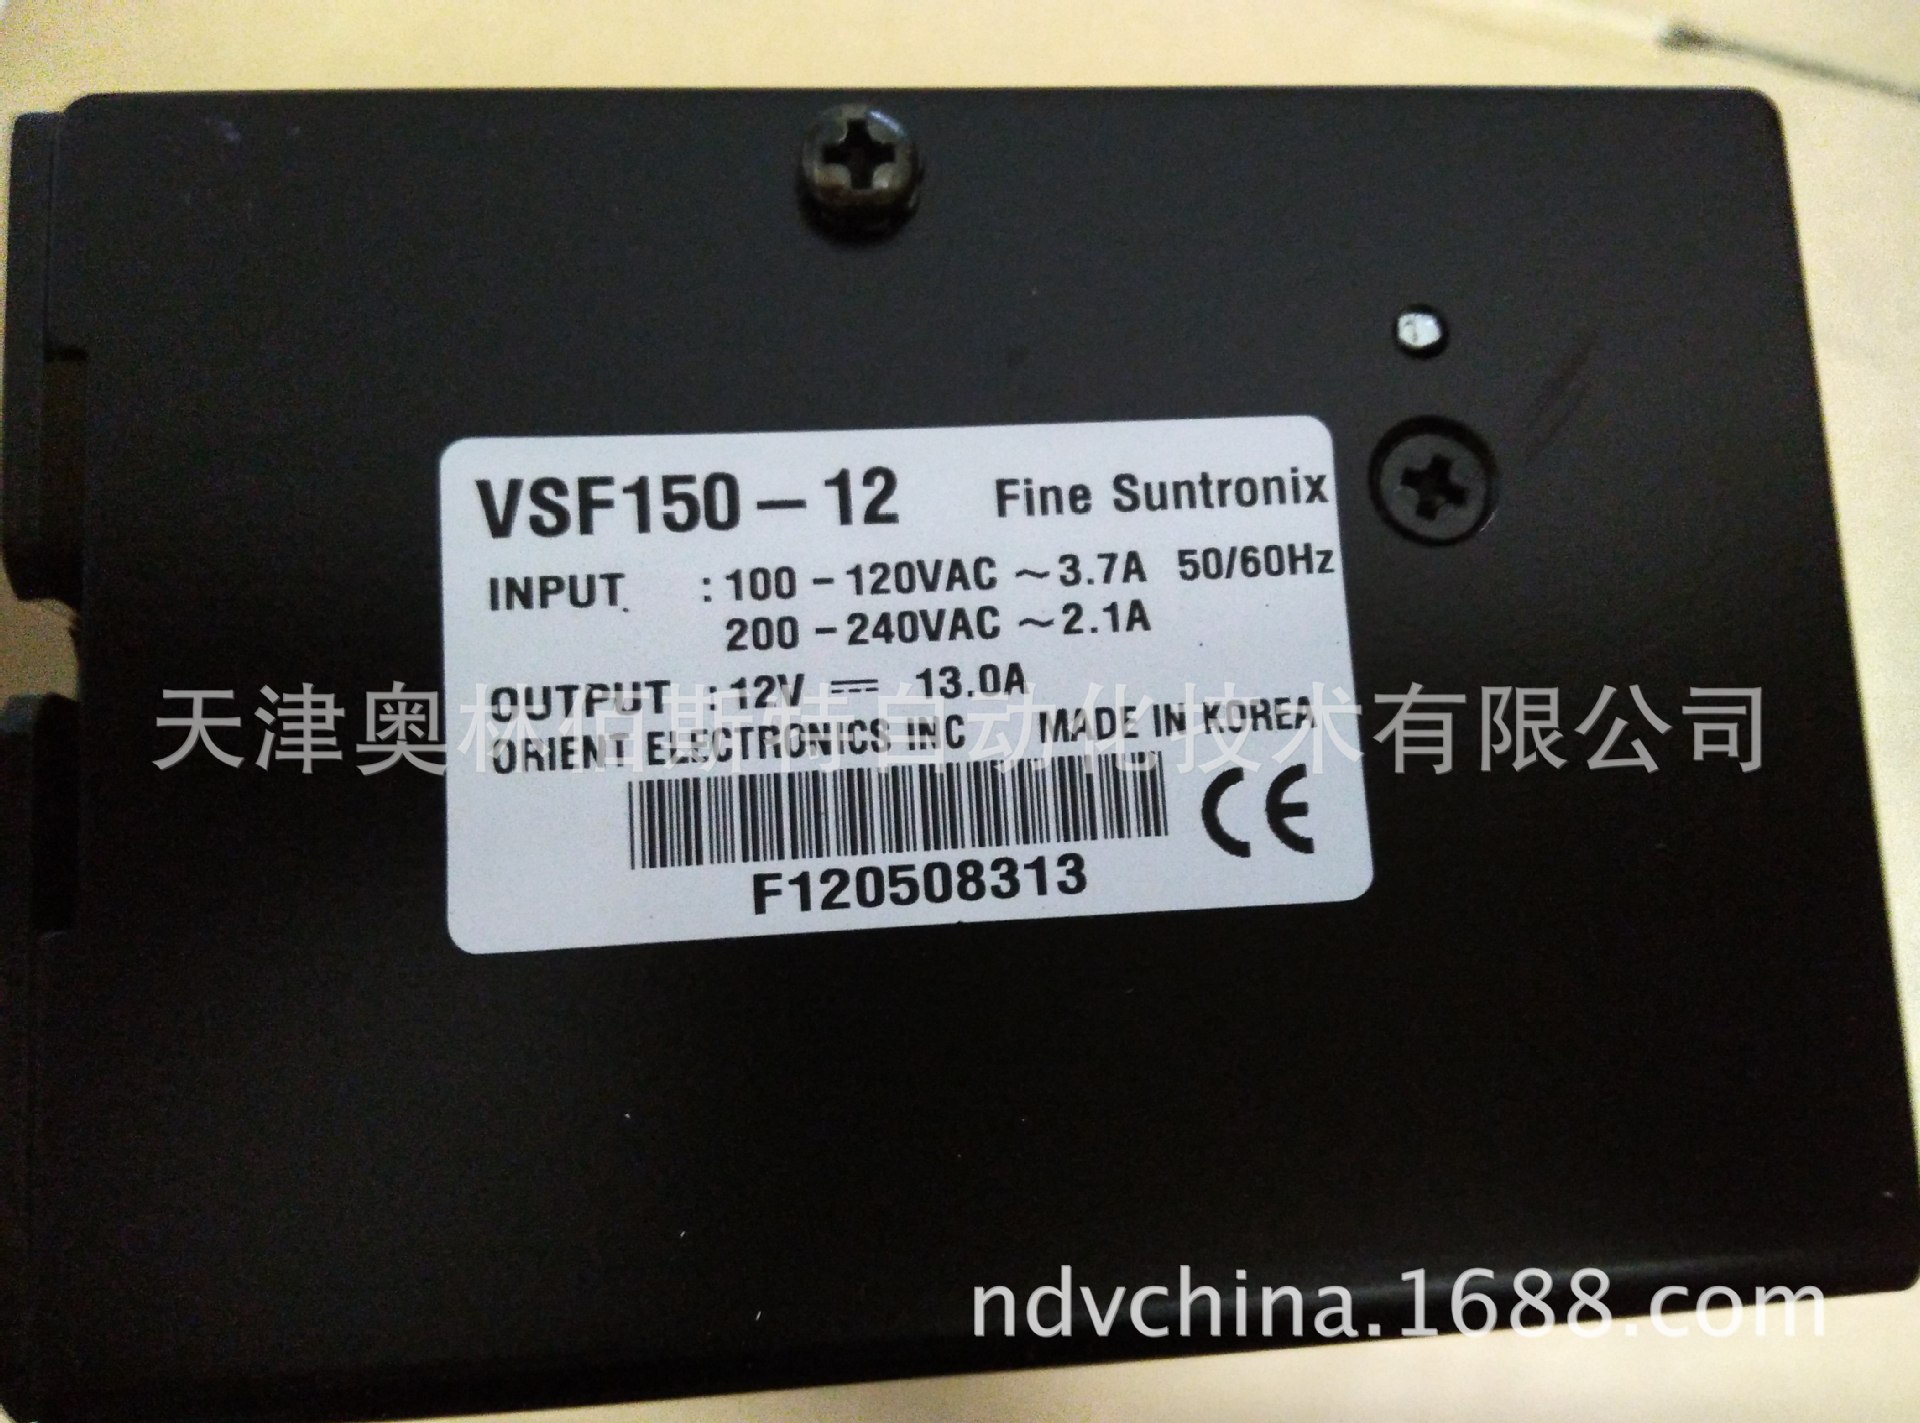 VSF150-12 Fine Suntronix
INPUT : 100-120VAC ~3.7A 50/60Hz
200-240VAC ~2.1A
OUTPUT : 12V ⎓ 13.0A
天津奥林佰斯特自动化技术有限公司
ORIENT ELECTRONICS INC MADE IN KOREA
CE
F120508313
ndvchina.1688.com